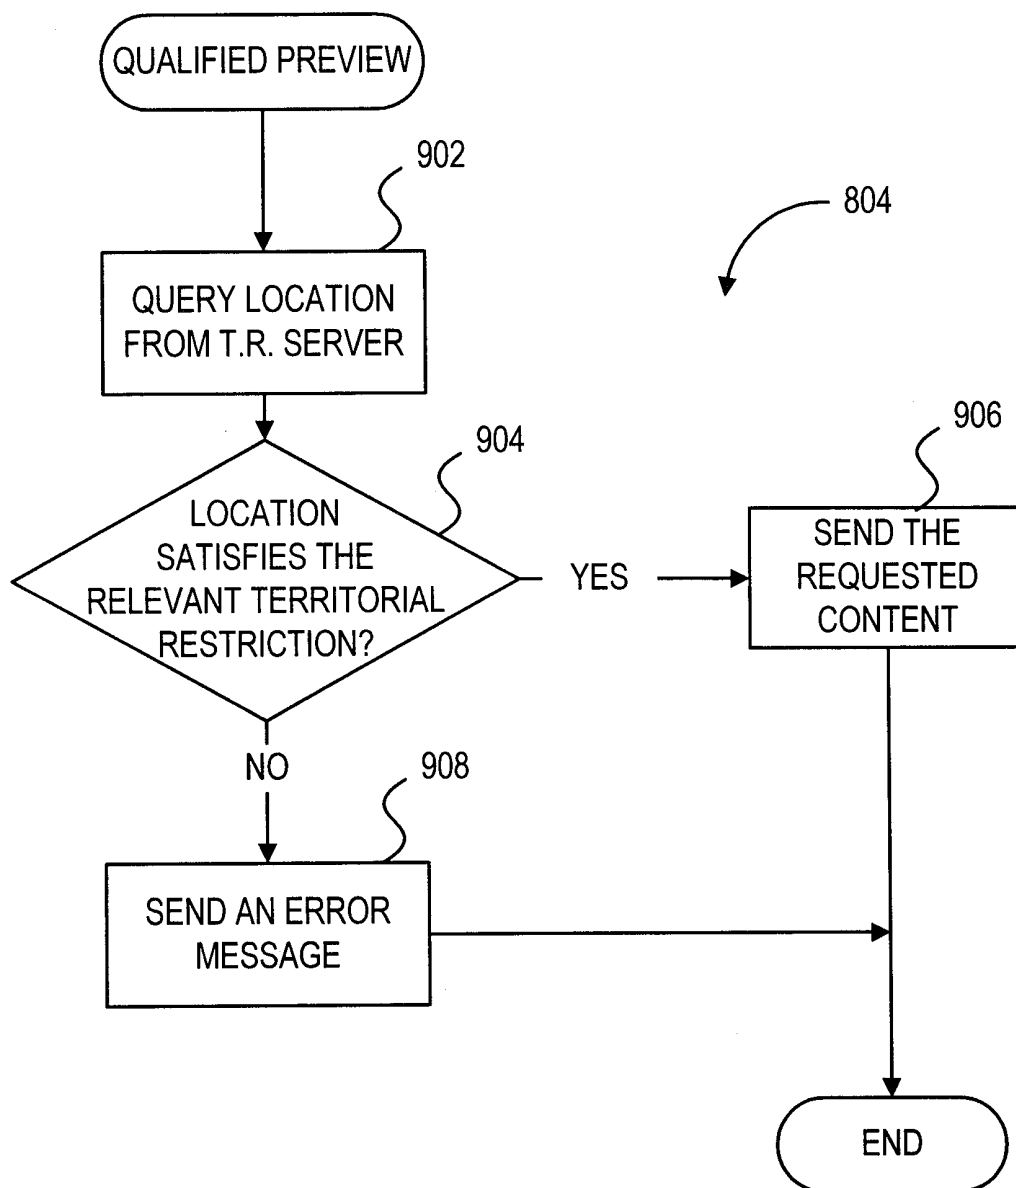 QUALIFIED PREVIEW
902
804
QUERY LOCATION
FROM T.R. SERVER
904
906
LOCATION
SATISFIES THE
RELEVANT TERRITORIAL
RESTRICTION?
YES
SEND THE
REQUESTED
CONTENT
NO
908
SEND AN ERROR
MESSAGE
END